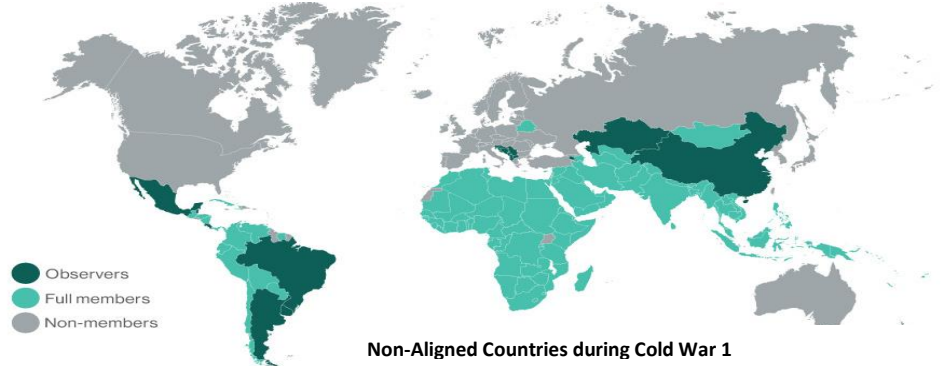 Observers
Full members
Non-members
Non-Aligned Countries during Cold War 1